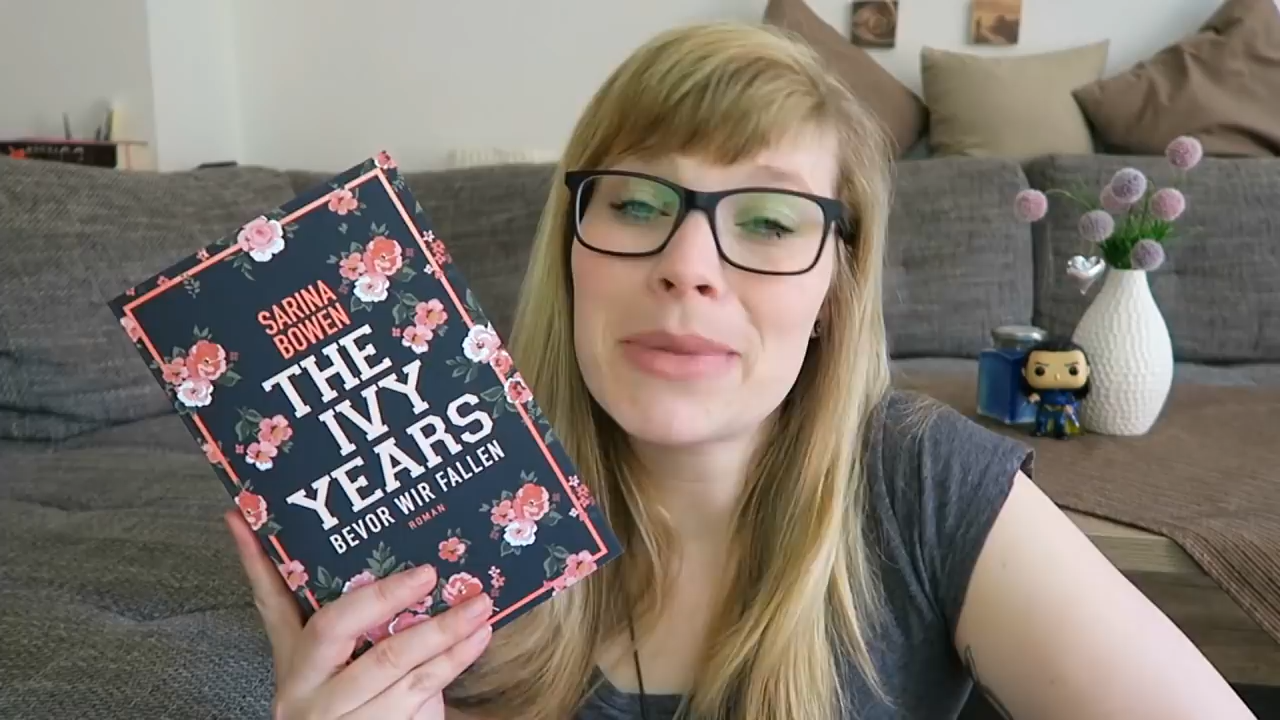 SARINA
BOWEN
THE
IVY
YEARS
BEVOR WIR FALLEN
ROMAN